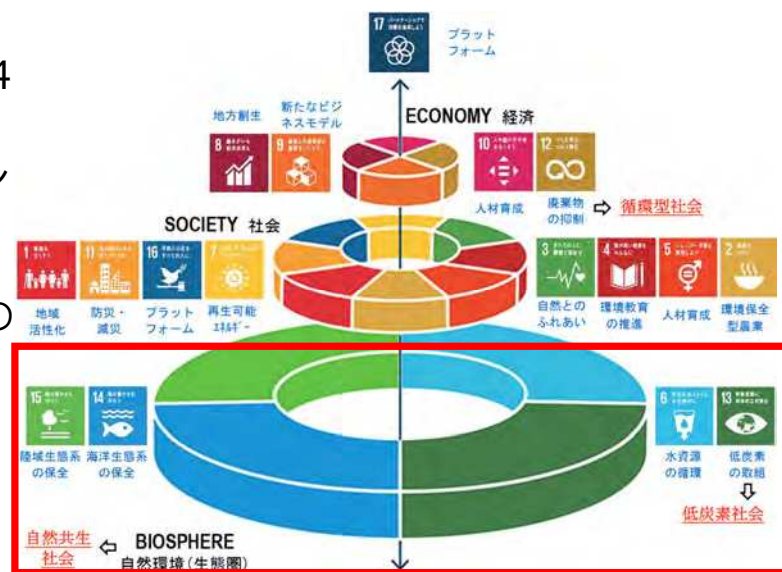 17
プラット
フォーム
4
地方創生
新たなビジ
ネスモデル
ECONOMY 経済
8
9
10
12
人材育成
廃棄物
の抑制
⇨ 循環型社会
SOCIETY 社会
1
11
16
7
3
4
5
2
地域
活性化
防災・
減災
プラット
フォーム
再生可能
エネルギー
自然との
ふれあい
環境教育
の推進
人材育成
環境保全
型農業
の
15
14
6
13
陸域生態系
の保全
海洋生態系
の保全
水資源
の循環
低炭素
の取組
低炭素社会
自然共生
社会
⇦ BIOSPHERE
自然環境(生態圏)